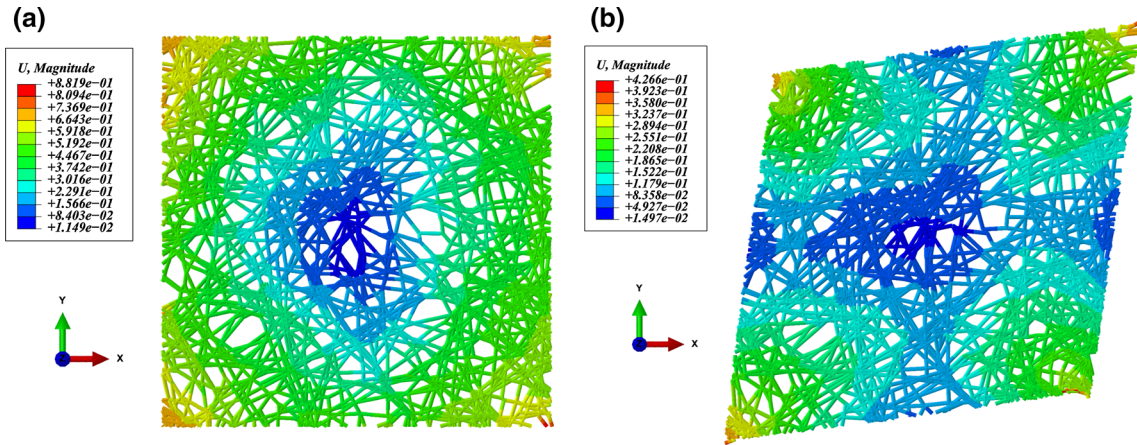 (a)
U, Magnitude
+8.819e−01
+8.094e−01
+7.369e−01
+6.643e−01
+5.918e−01
+5.192e−01
+4.467e−01
+3.742e−01
+3.016e−01
+2.291e−01
+1.566e−01
+8.403e−02
+1.149e−02
Y
Z
X
(b)
U, Magnitude
+4.266e−01
+3.923e−01
+3.580e−01
+3.237e−01
+2.894e−01
+2.551e−01
+2.208e−01
+1.865e−01
+1.522e−01
+1.179e−01
+8.358e−02
+4.927e−02
+1.497e−02
Y
Z
X